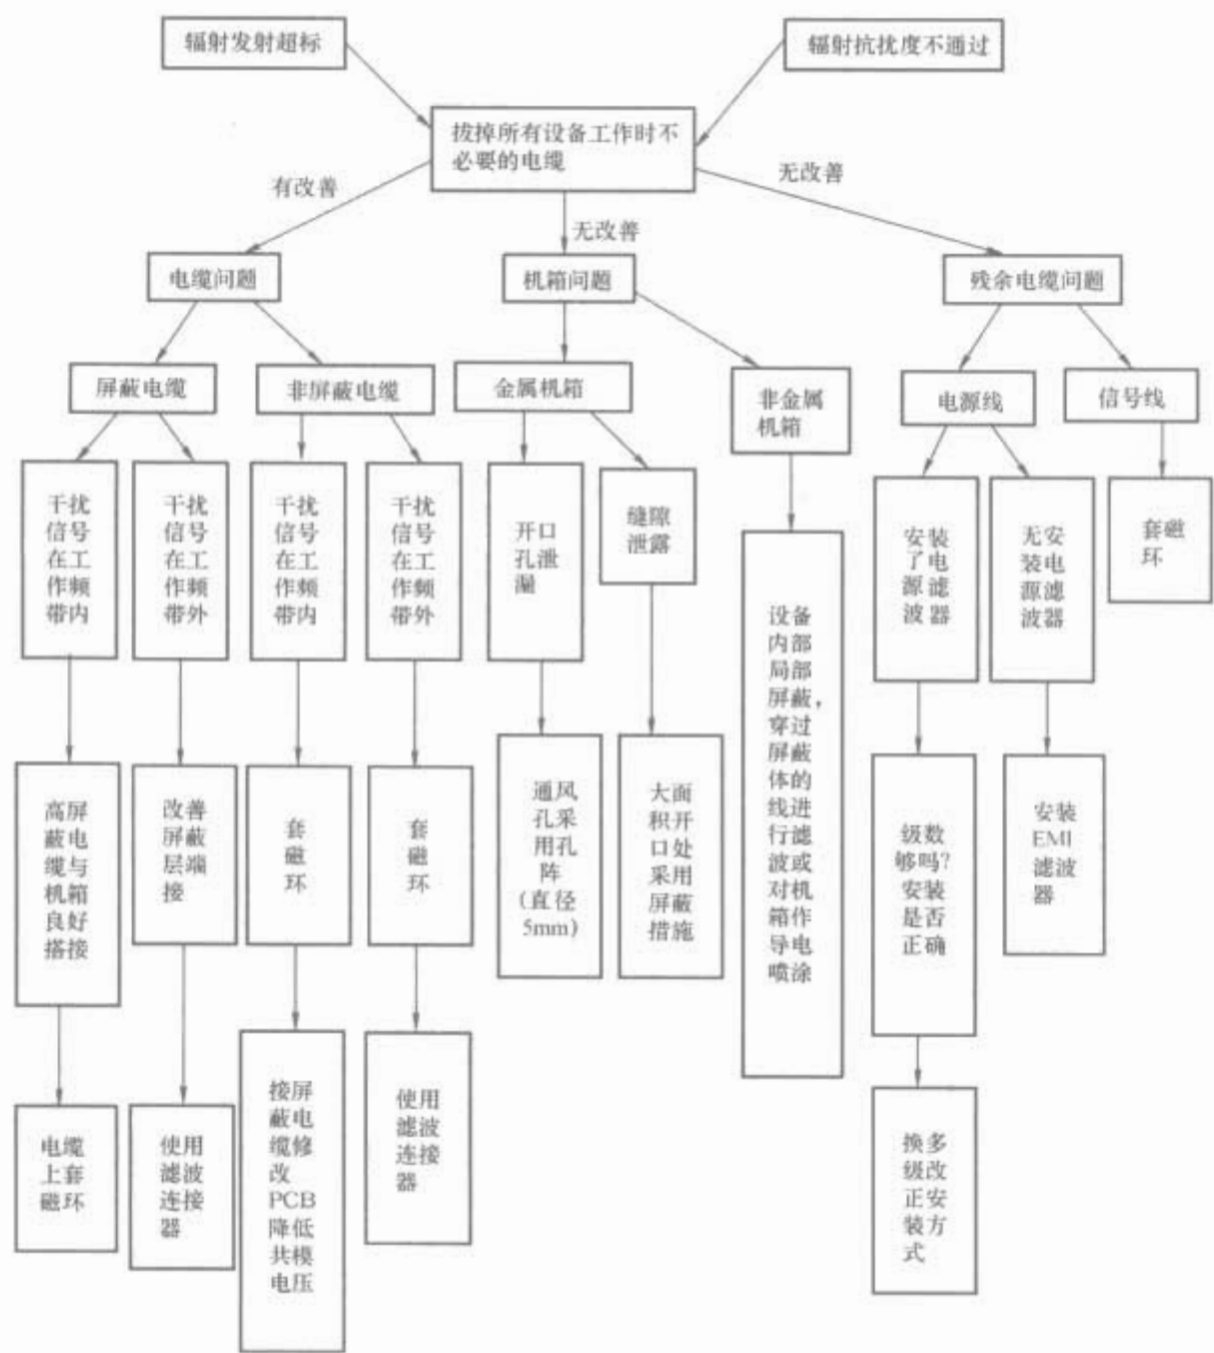 辐射发射超标
辐射抗扰度不通过
拔掉所有设备工作时不
必要的电缆
有改善
无改善
无改善
电缆问题
机箱问题
残余电缆问题
屏蔽电缆
非屏蔽电缆
金属机箱
非金属
机箱
电源线
信号线
干扰
信号
在工
作频
带内
干扰
信号
在工
作频
带外
干扰
信号
在工
作频
带内
干扰
信号
在工
作频
带外
开口
孔泄
漏
缝隙
泄露
安装
了电
源滤
波器
无安
装电
源滤
波器
套磁
环
设备
内部
局部
屏蔽，
穿过
屏蔽
体的
线进
行滤
波或
对机
箱作
导电
喷涂
高屏
蔽电
缆与
机箱
良好
搭接
改善
屏蔽
层端
接
套
磁
环
套
磁
环
通风
孔采
用孔
阵
(直径
5mm)
大面
积开
口处
采用
屏蔽
措施
级数
够吗?
安装
是否
正确
安装
EMI
滤波
器
电缆
上套
磁环
使用
滤波
连接
器
接屏
蔽电
缆修
改
PCB
降低
共模
电压
使用
滤波
连接
器
换多
级改
正安
装方
式